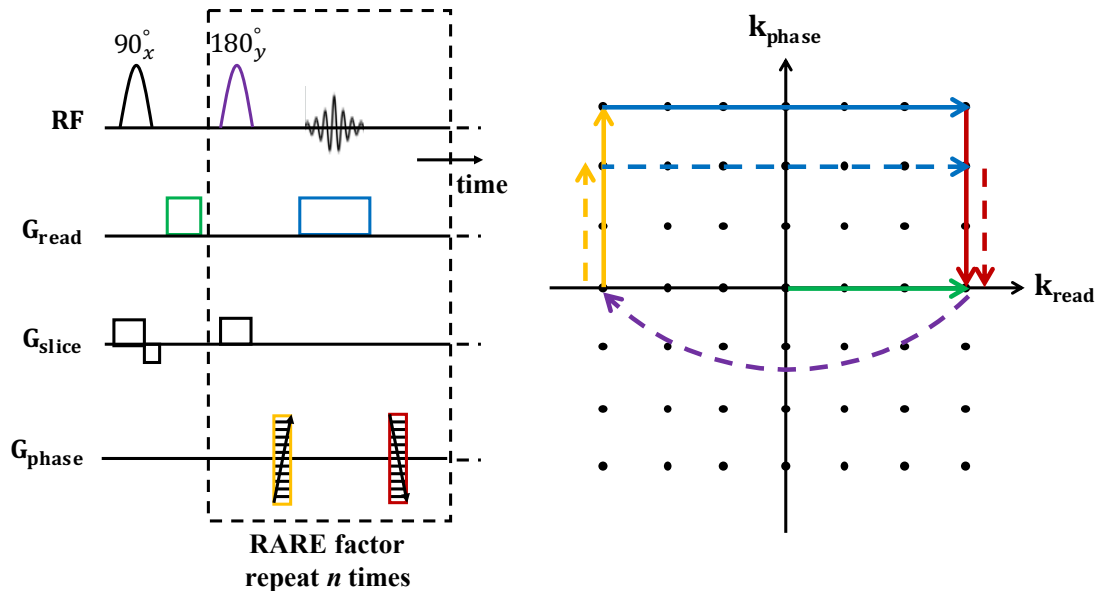 90°x
180°y
RF
time
Gread
Gslice
Gphase
RARE factor
repeat n times
kphase
kread